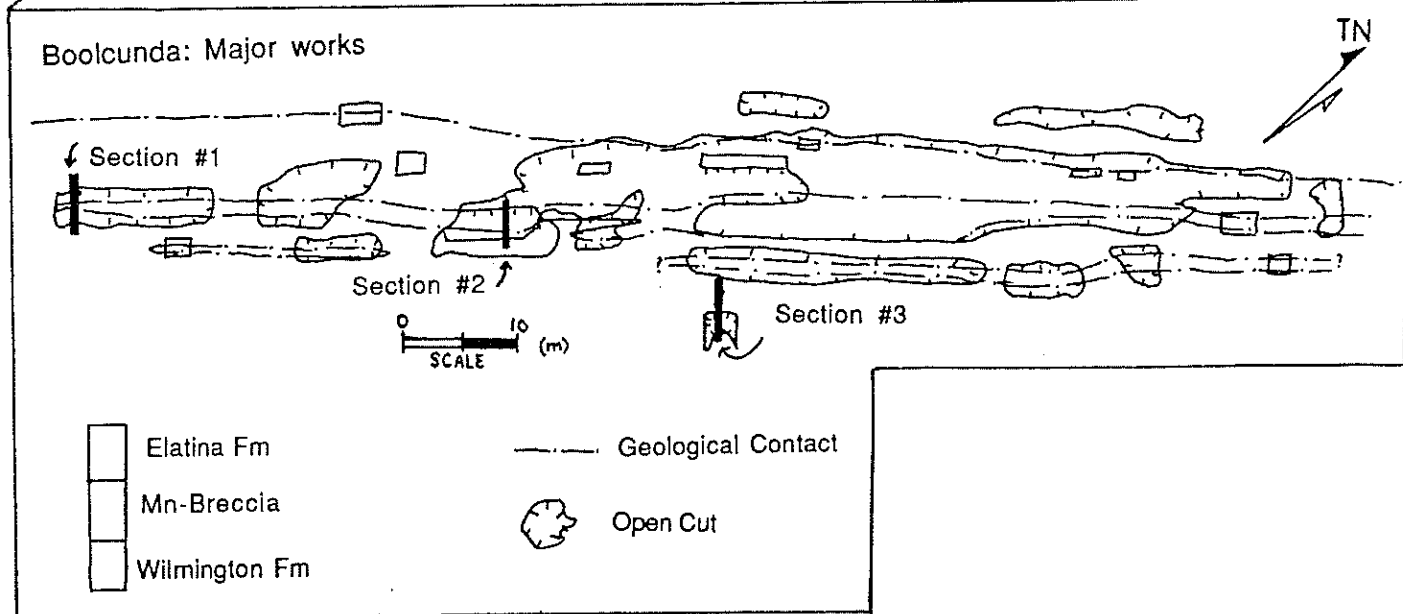 Boolcunda: Major works
TN
Section #1
Section #2
?
?
Section #3
0 10 (m)
SCALE
Elatina Fm
Mn-Breccia
Wilmington Fm
Geological Contact
Open Cut